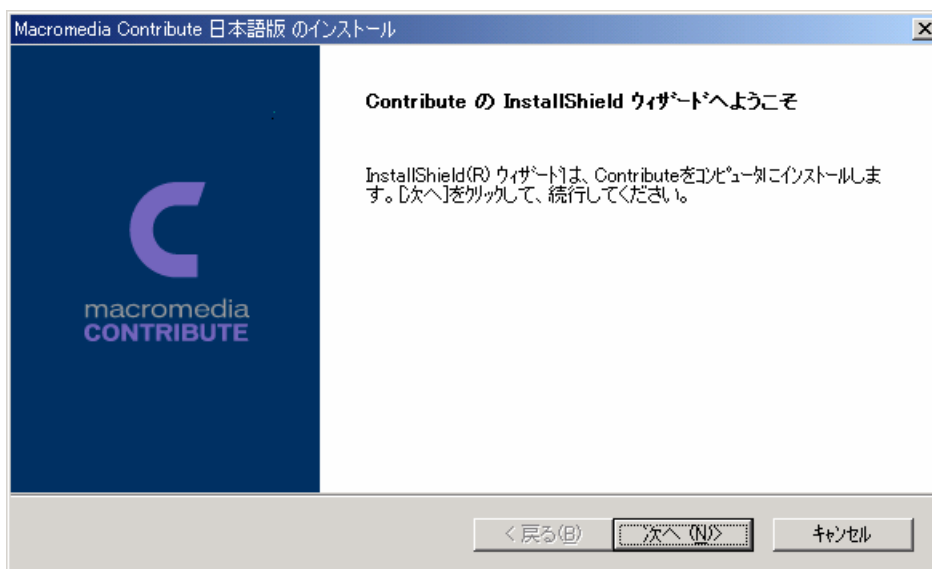 Macromedia Contribute 日本語版 のインストール
Contribute の InstallShield ウィザードへようこそ
InstallShield(R) ウィザードは、Contributeをコンピュータにインストールしま
す。[次へ]をクリックして、続行してください。
macromedia
CONTRIBUTE
< 戻る(B)
次へ (N)>
キャンセル